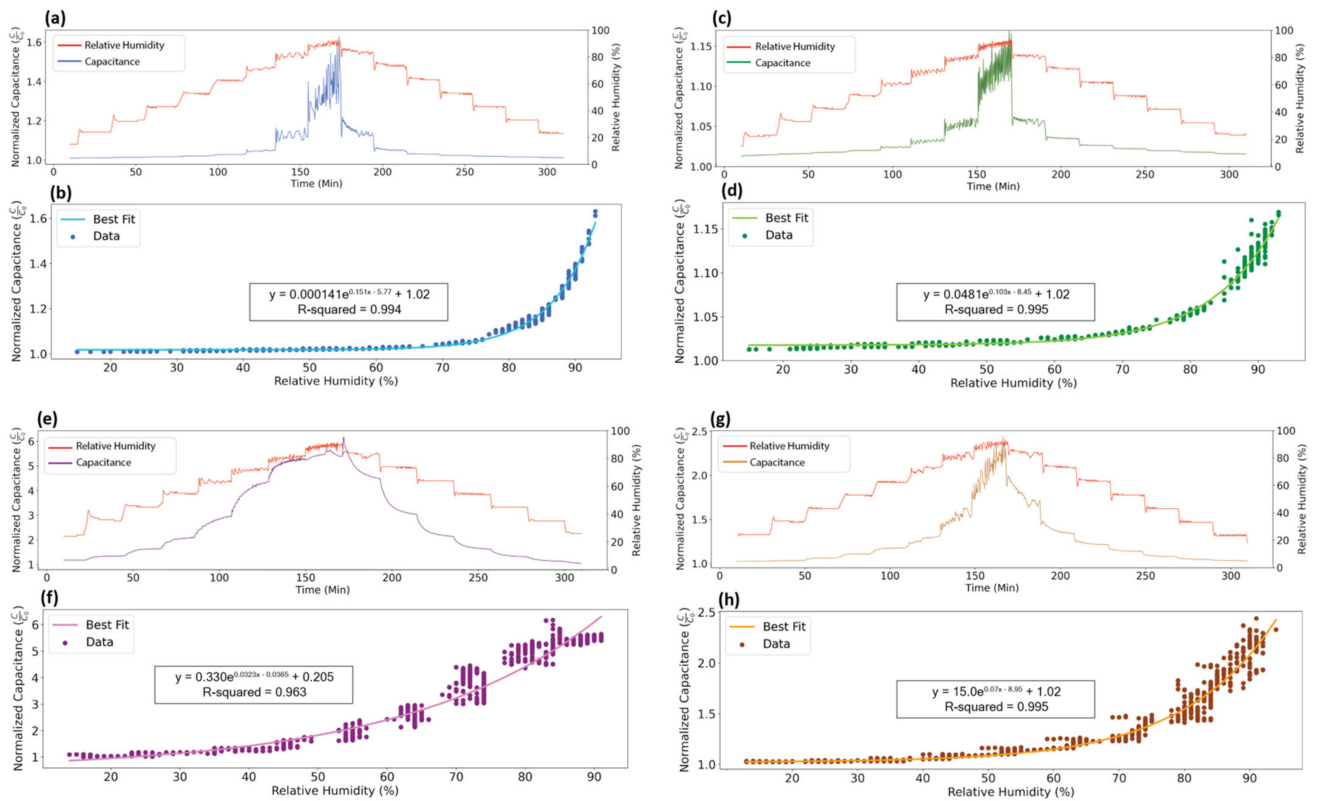 (a)
Normalized Capacitance (C/C0)
1.6
1.4
1.2
1.0
Relative Humidity
Capacitance
100
80
60
40
20
0
Relative Humidity (%)
0 50 100 150 200 250 300
Time (Min)
(b)
Normalized Capacitance (C/C0)
1.6
1.4
1.2
1.0
Best Fit
Data
y = 0.000141e^0.151x - 5.77 + 1.02
R-squared = 0.994
20 30 40 50 60 70 80 90
Relative Humidity (%)
(c)
Normalized Capacitance (C/C0)
1.15
1.10
1.05
1.00
Relative Humidity
Capacitance
100
80
60
40
20
0
Relative Humidity (%)
0 50 100 150 200 250 300
Time (Min)
(d)
Normalized Capacitance (C/C0)
1.15
1.10
1.05
1.00
Best Fit
Data
y = 0.0481e^0.103x - 8.45 + 1.02
R-squared = 0.995
20 30 40 50 60 70 80 90
Relative Humidity (%)
(e)
Normalized Capacitance (C/C0)
6
5
4
3
2
1
Relative Humidity
Capacitance
100
80
60
40
20
0
Relative Humidity (%)
0 50 100 150 200 250 300
Time (Min)
(f)
Normalized Capacitance (C/C0)
6
5
4
3
2
1
Best Fit
Data
y = 0.330e^0.0323x - 0.0365 + 0.205
R-squared = 0.963
20 30 40 50 60 70 80 90
Relative Humidity (%)
(g)
Normalized Capacitance (C/C0)
2.5
2.0
1.5
1.0
Relative Humidity
Capacitance
100
80
60
40
20
0
Relative Humidity (%)
0 50 100 150 200 250 300
Time (Min)
(h)
Normalized Capacitance (C/C0)
2.5
2.0
1.5
1.0
Best Fit
Data
y = 15.0e^0.07x - 8.95 + 1.02
R-squared = 0.995
20 30 40 50 60 70 80 90
Relative Humidity (%)